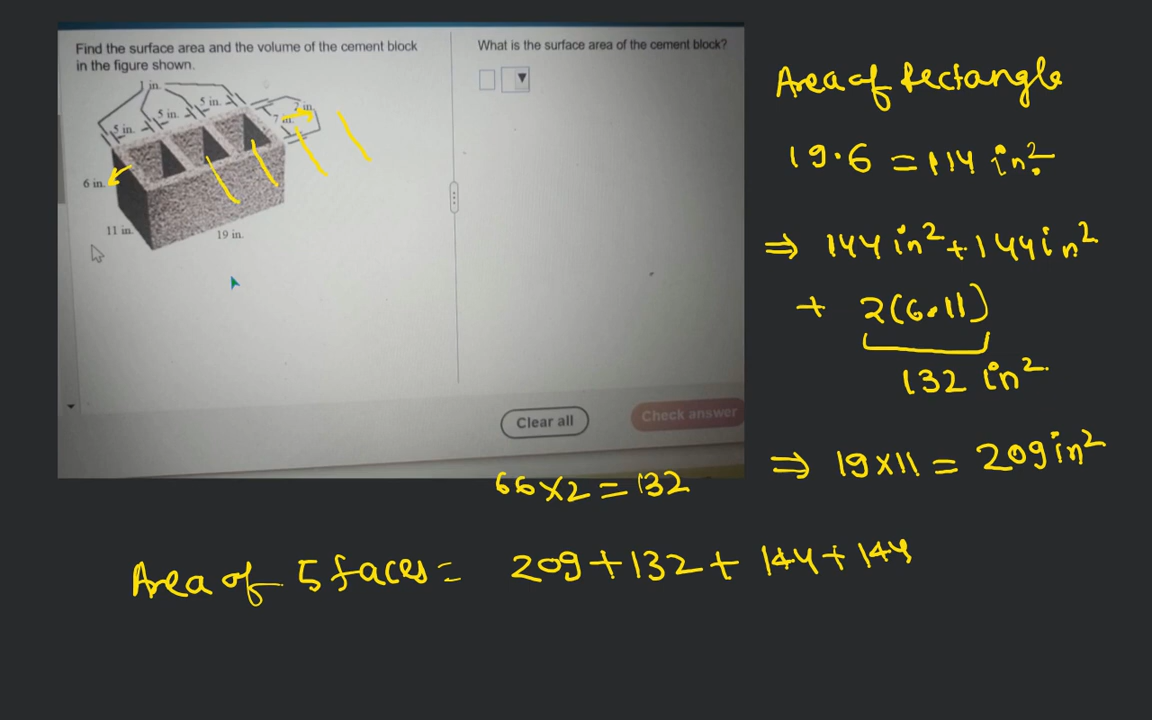 Find the surface area and the volume of the cement block
in the figure shown.
What is the surface area of the cement block?
1 in.
5 in.
5 in.
5 in.
2 in.
7 in.
6 in.
11 in.
19 in.
Clear all
Check answer
Area of Rectangle
19·6 = 114 in²
⇒ 144 in² + 144 in²
+ 2(6·11)
132 in²
⇒ 19×11 = 209 in²
66×2 = 132
Area of 5 faces = 209 + 132 + 144 + 144